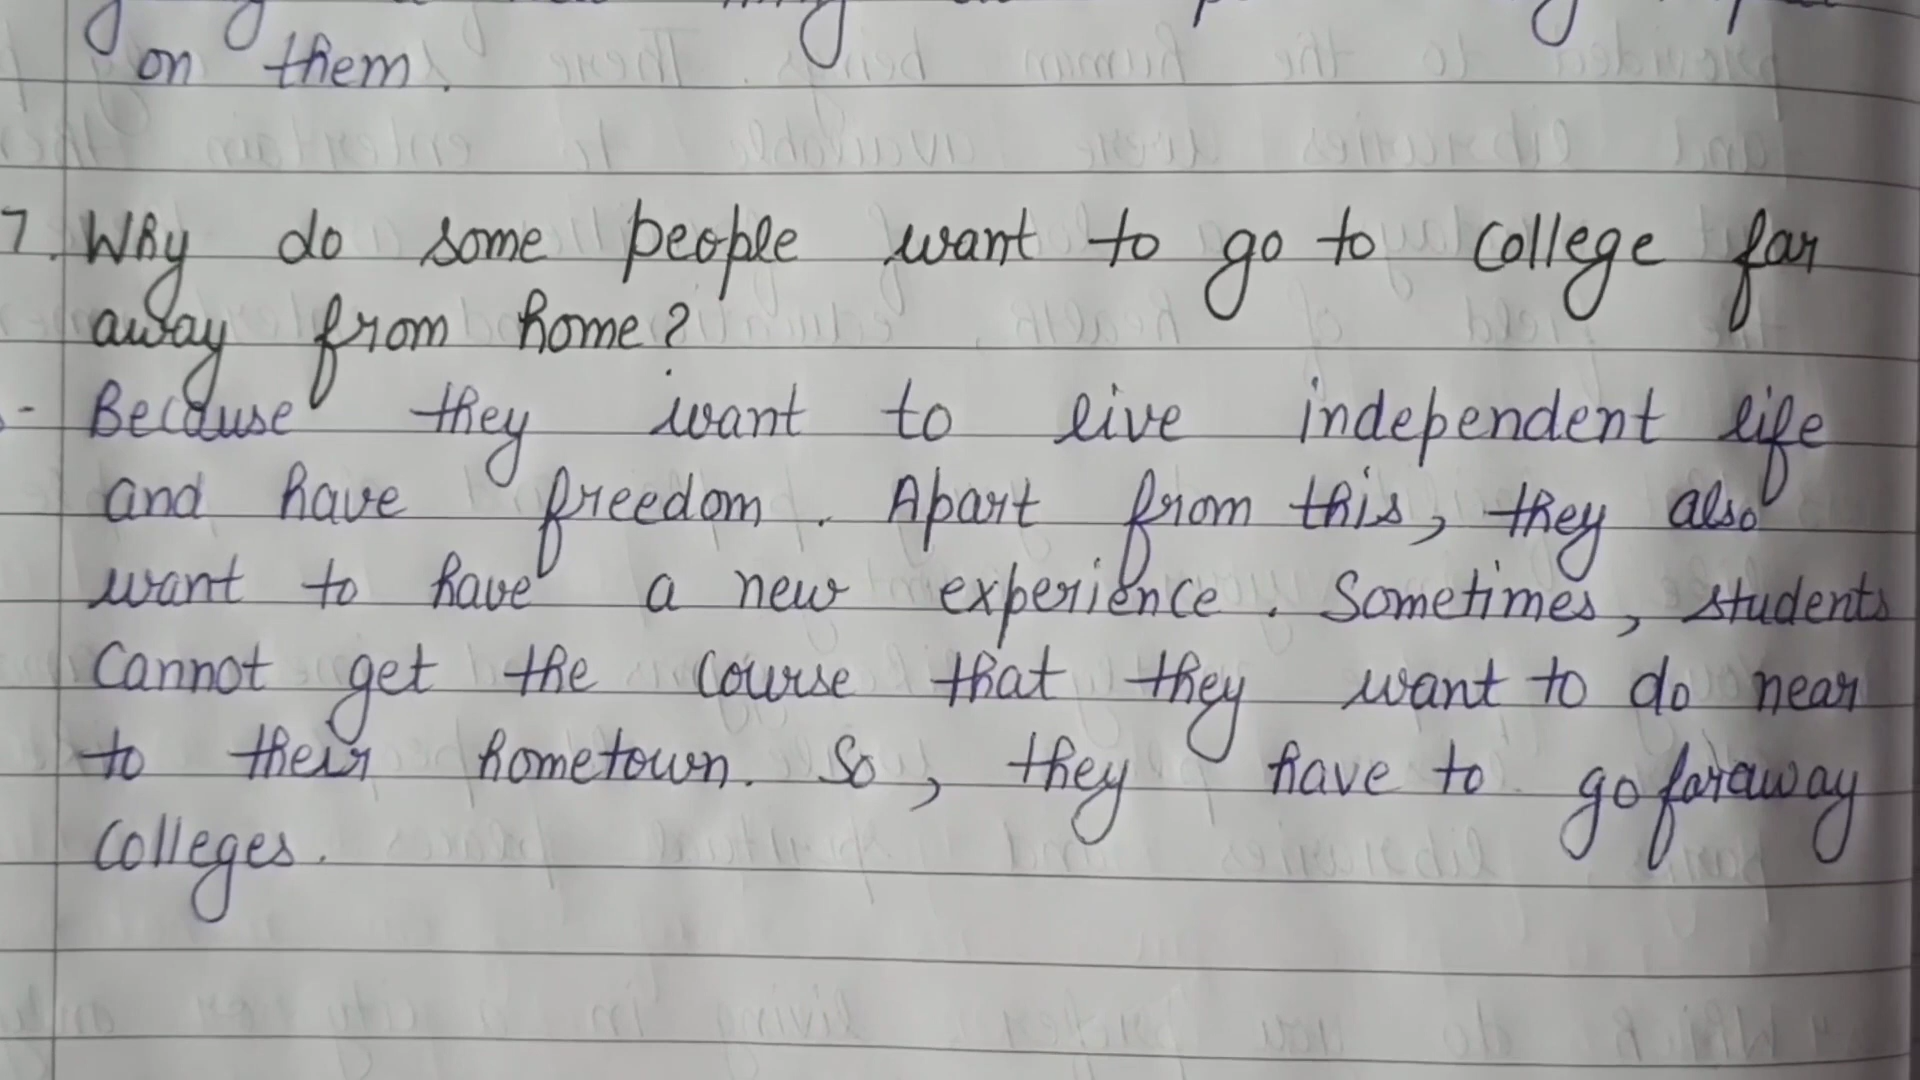 on them.
7. Why do some people want to go to college far
away from home?
- Because they want to live independent life
and have freedom. Apart from this, they also
want to have a new experience. Sometimes, students
cannot get the course that they want to do near
to their hometown. So, they have to go faraway
colleges.